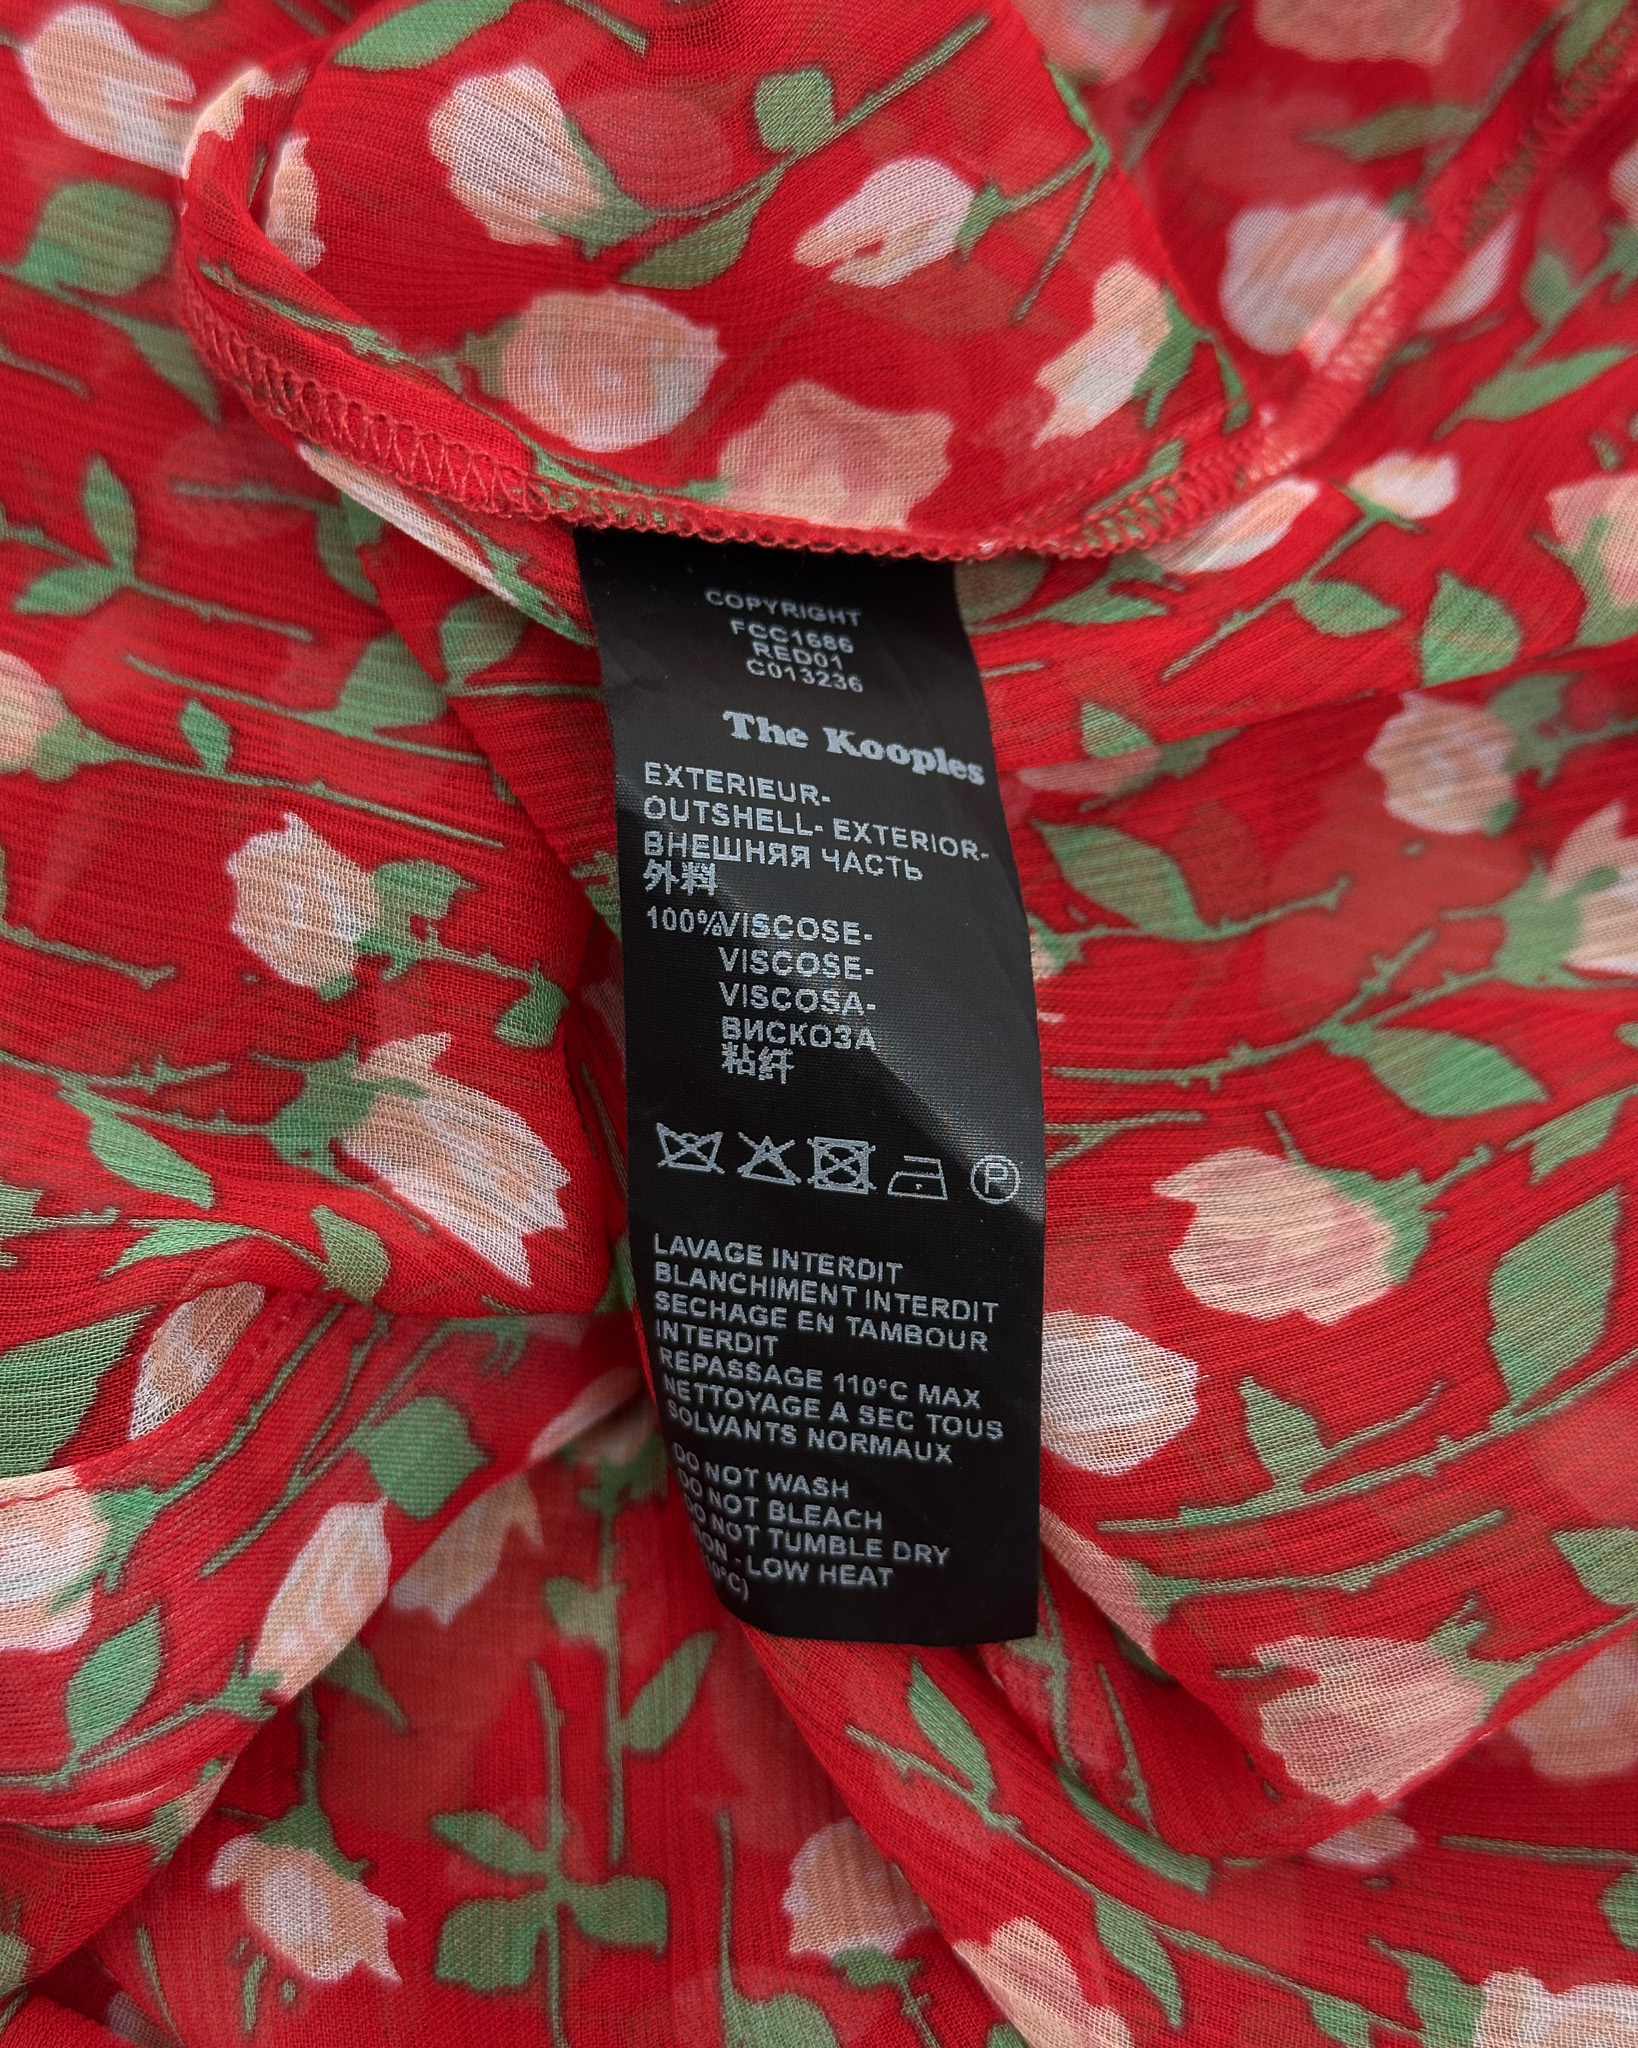 COPYRIGHT
FCC1686
RED01
C013236
The Kooples
EXTERIEUR-
OUTSHELL- EXTERIOR-
ВНЕШНЯЯ ЧАСТЬ
外料
100%VISCOSE-
VISCOSE-
VISCOSA-
ВИСКОЗА
粘纤
P
LAVAGE INTERDIT
BLANCHIMENT INTERDIT
SECHAGE EN TAMBOUR
INTERDIT
REPASSAGE 110°C MAX
NETTOYAGE A SEC TOUS
SOLVANTS NORMAUX
DO NOT WASH
DO NOT BLEACH
DO NOT TUMBLE DRY
- LOW HEAT